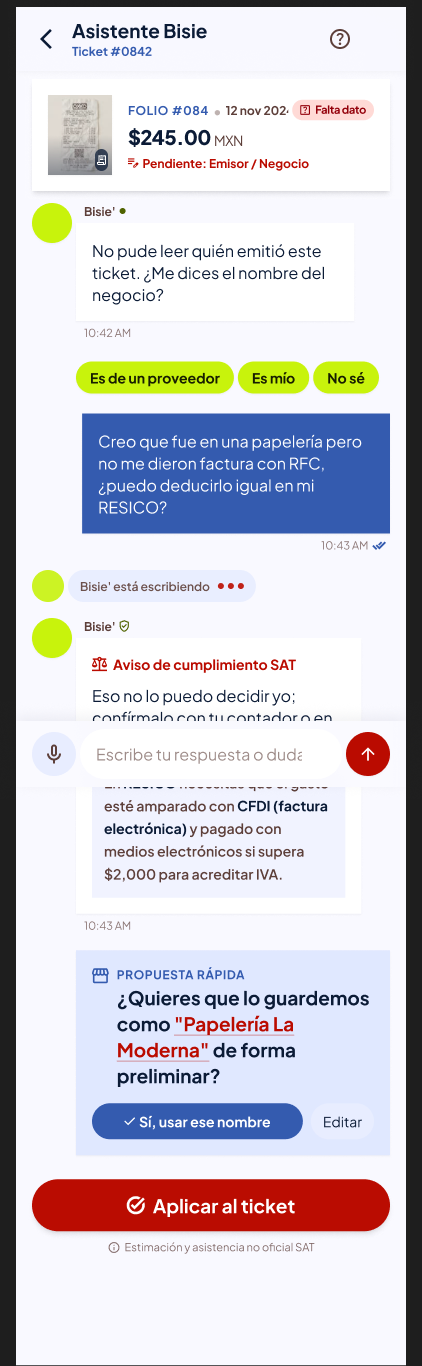 Asistente Bisie
Ticket #0842
FOLIO #084 • 12 nov 202
Falta dato
$245.00 MXN
Pendiente: Emisor / Negocio
Bisie'
No pude leer quién emitió este
ticket. ¿Me dices el nombre del
negocio?
10:42 AM
Es de un proveedor
Es mío
No sé
Creo que fue en una papelería pero
no me dieron factura con RFC,
¿puedo deducirlo igual en mi
RESICO?
10:43 AM
Bisie' está escribiendo
Bisie'
Aviso de cumplimiento SAT
Eso no lo puedo decidir yo;
confírmalo con tu contador o en
Escribe tu respuesta o duda
En RESICO necesitas que el gasto
esté amparado con CFDI (factura
electrónica) y pagado con
medios electrónicos si supera
$2,000 para acreditar IVA.
10:43 AM
PROPUESTA RÁPIDA
¿Quieres que lo guardemos
como "Papelería La
Moderna" de forma
preliminar?
Sí, usar ese nombre
Editar
Aplicar al ticket
Estimación y asistencia no oficial SAT